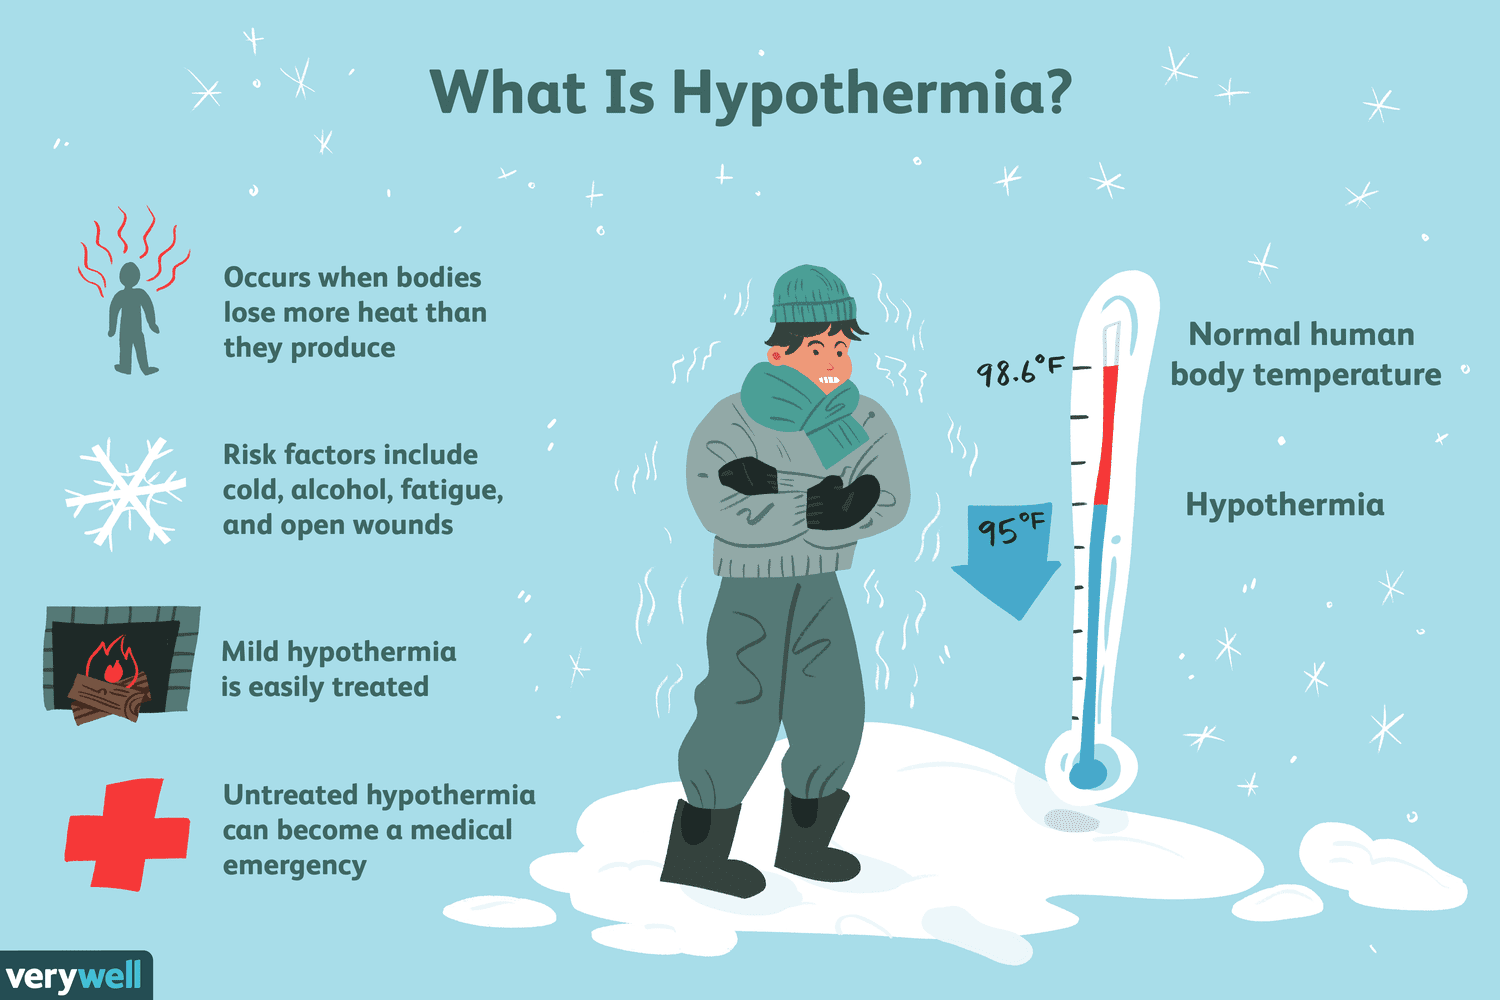 What Is Hypothermia?
Occurs when bodies
lose more heat than
they produce
Risk factors include
cold, alcohol, fatigue,
and open wounds
Mild hypothermia
is easily treated
Untreated hypothermia
can become a medical
emergency
98.6°F
Normal human
body temperature
95°F
Hypothermia
verywell